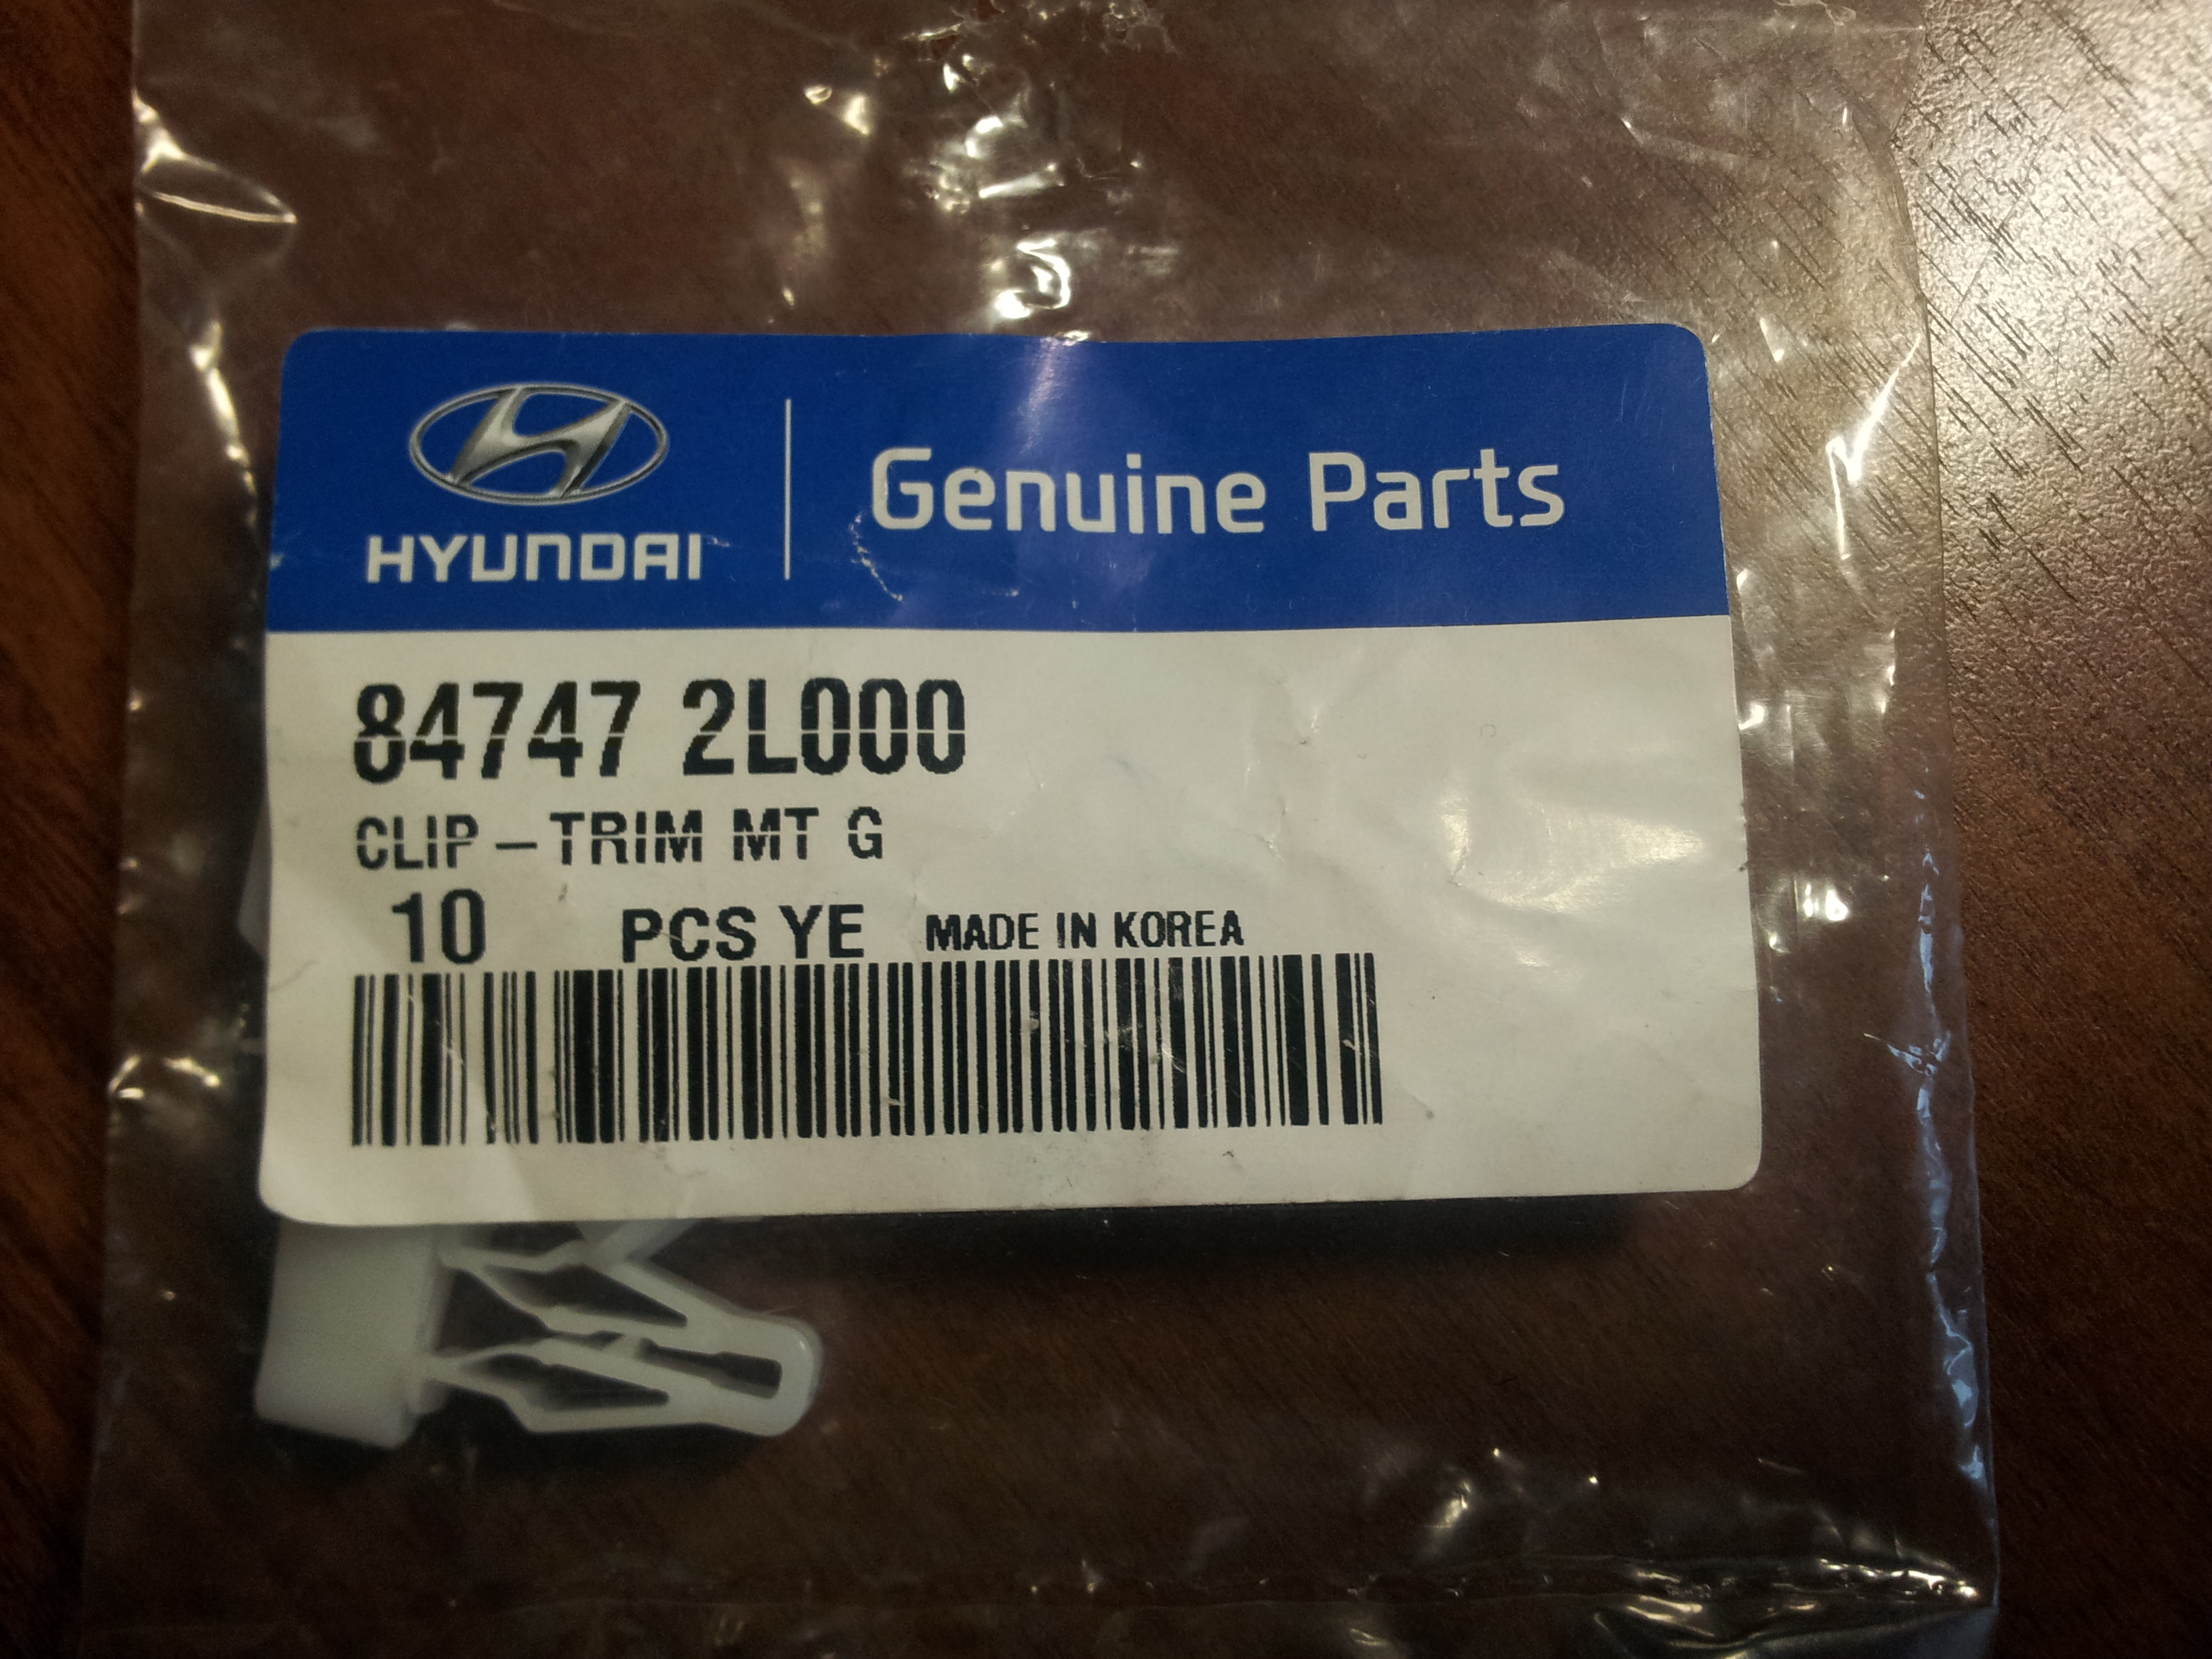 HYUNDAI
Genuine Parts
84747 2L000
CLIP-TRIM MT G
10 PCS YE MADE IN KOREA